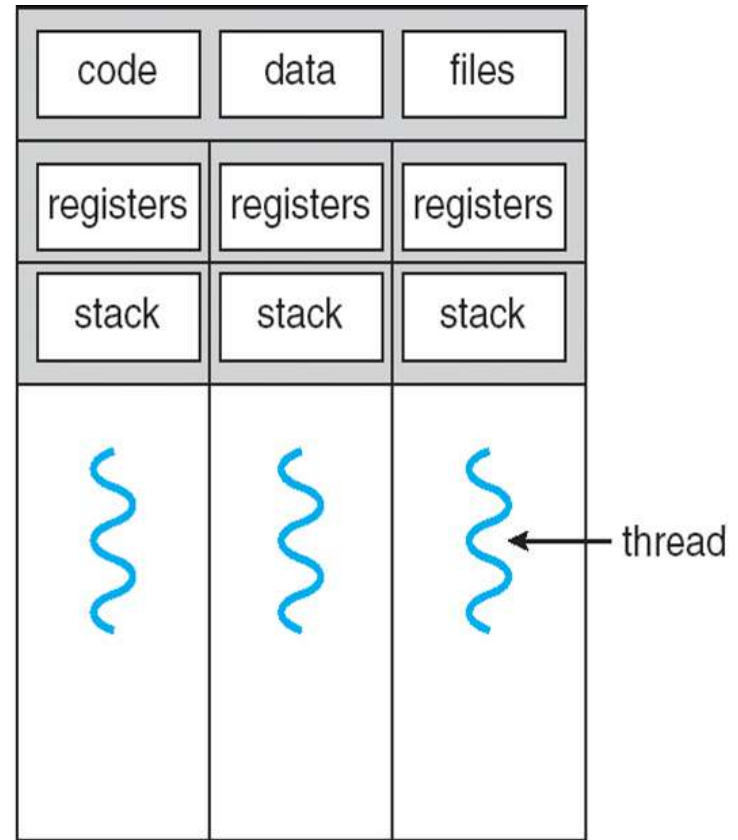 code data files
registers registers registers
stack stack stack
thread